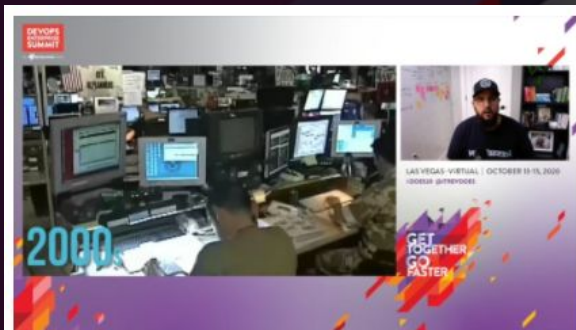 DEVOPS
ENTERPRISE
SUMMIT
2000s
LAS VEGAS-VIRTUAL | OCTOBER 13-15, 2020
GET
TOGETHER
GO
FASTER